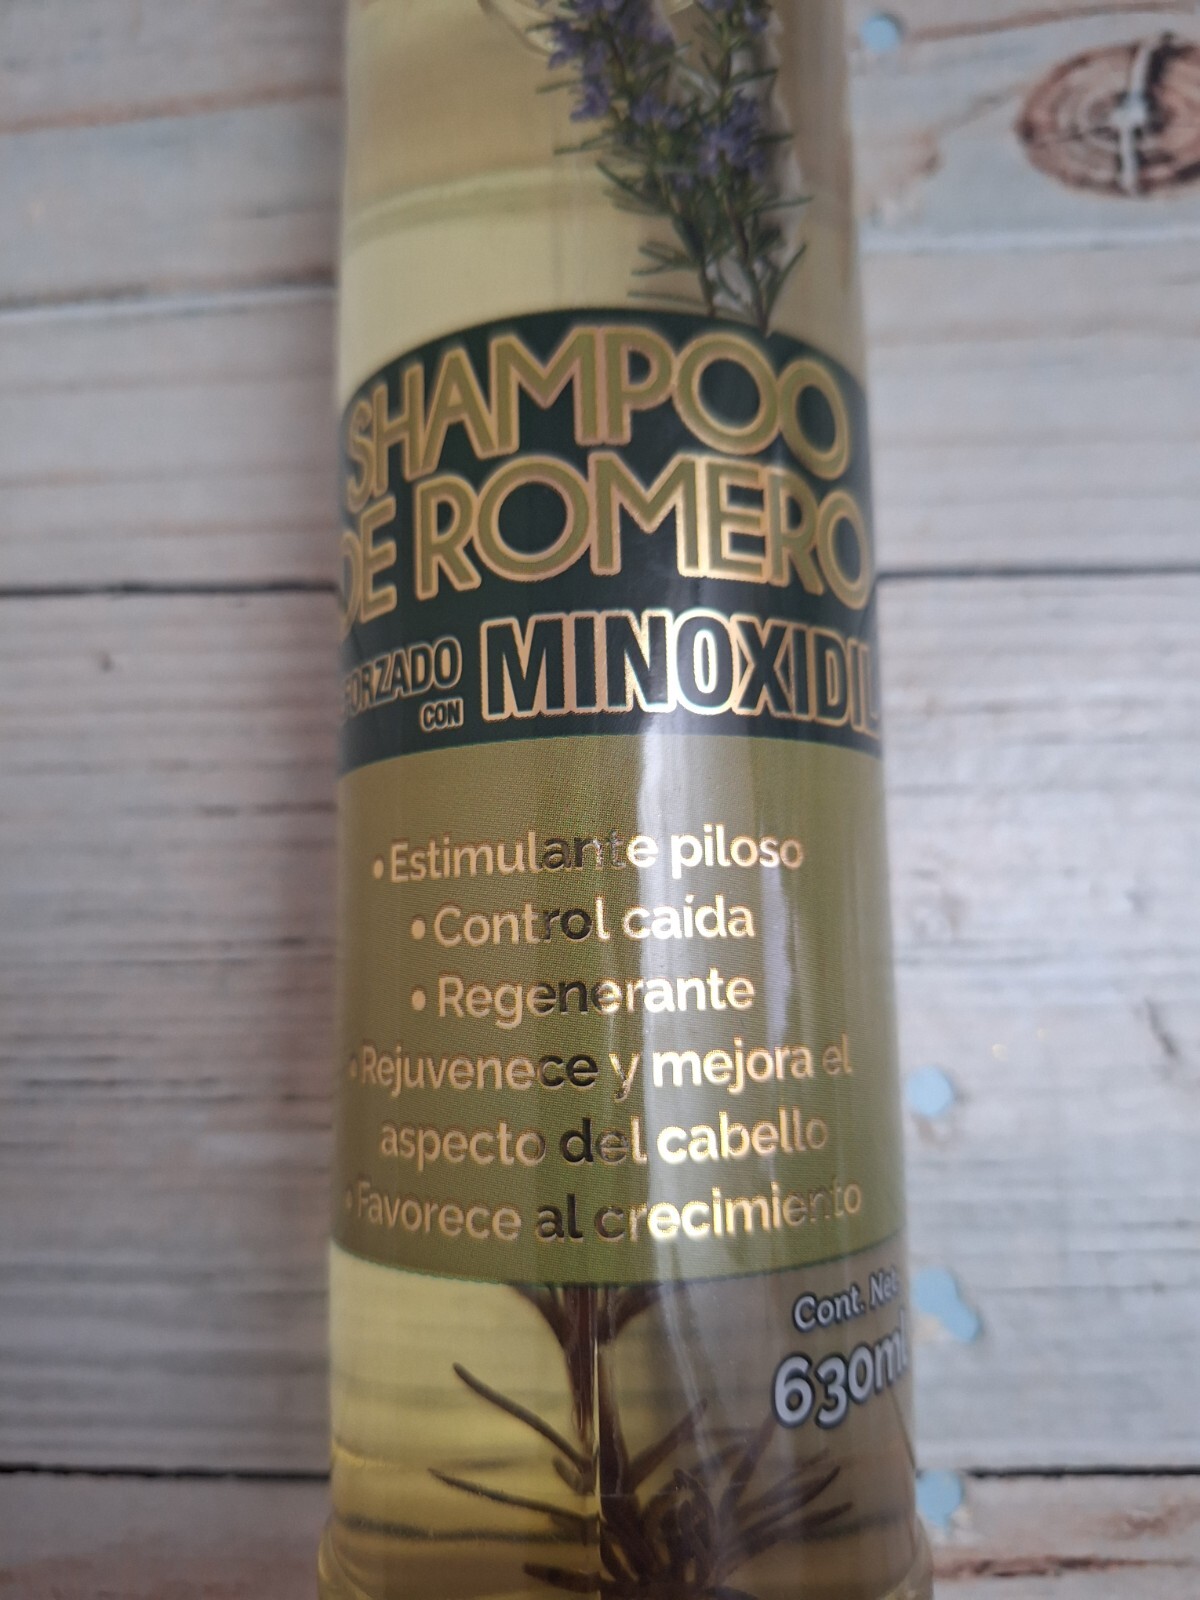 SHAMPOO
DE ROMERO
FORZADO
CON
MINOXIDIL
• Estimulante piloso
• Control caída
• Regenerante
• Rejuvenece y mejora el
aspecto del cabello
• Favorece al crecimiento
Cont. Net
630ml